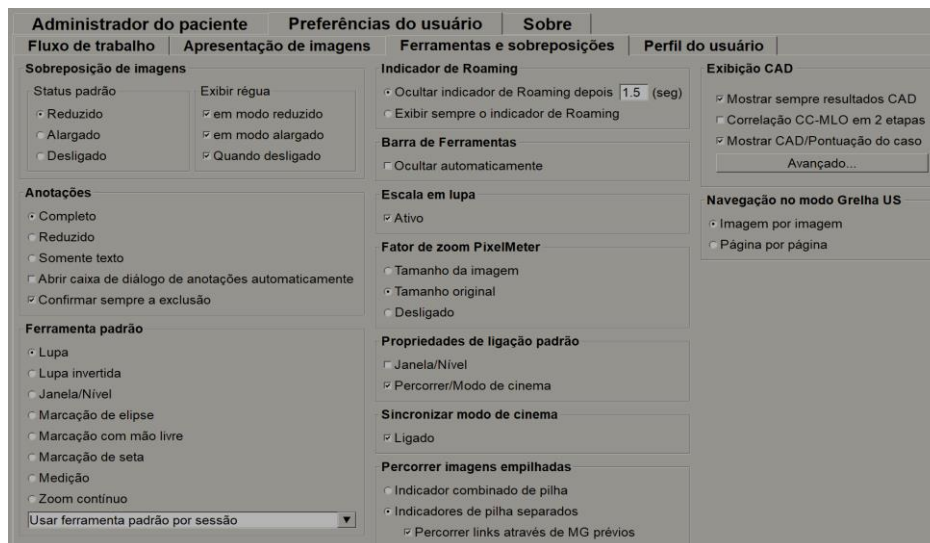 Administrador do paciente
Preferências do usuário
Sobre
Fluxo de trabalho
Apresentação de imagens
Ferramentas e sobreposições
Perfil do usuário
Sobreposição de imagens
Status padrão
Reduzido
Alargado
Desligado
Exibir régua
em modo reduzido
em modo alargado
Quando desligado
Anotações
Completo
Reduzido
Somente texto
Abrir caixa de diálogo de anotações automaticamente
Confirmar sempre a exclusão
Ferramenta padrão
Lupa
Lupa invertida
Janela/Nível
Marcação de elipse
Marcação com mão livre
Marcação de seta
Medição
Zoom contínuo
Usar ferramenta padrão por sessão
Indicador de Roaming
Ocultar indicador de Roaming depois 1.5 (seg)
Exibir sempre o indicador de Roaming
Barra de Ferramentas
Ocultar automaticamente
Escala em lupa
Ativo
Fator de zoom PixelMeter
Tamanho da imagem
Tamanho original
Desligado
Propriedades de ligação padrão
Janela/Nível
Percorrer/Modo de cinema
Sincronizar modo de cinema
Ligado
Percorrer imagens empilhadas
Indicador combinado de pilha
Indicadores de pilha separados
Percorrer links através de MG prévios
Exibição CAD
Mostrar sempre resultados CAD
Correlação CC-MLO em 2 etapas
Mostrar CAD/Pontuação do caso
Avançado...
Navegação no modo Grelha US
Imagem por imagem
Página por página